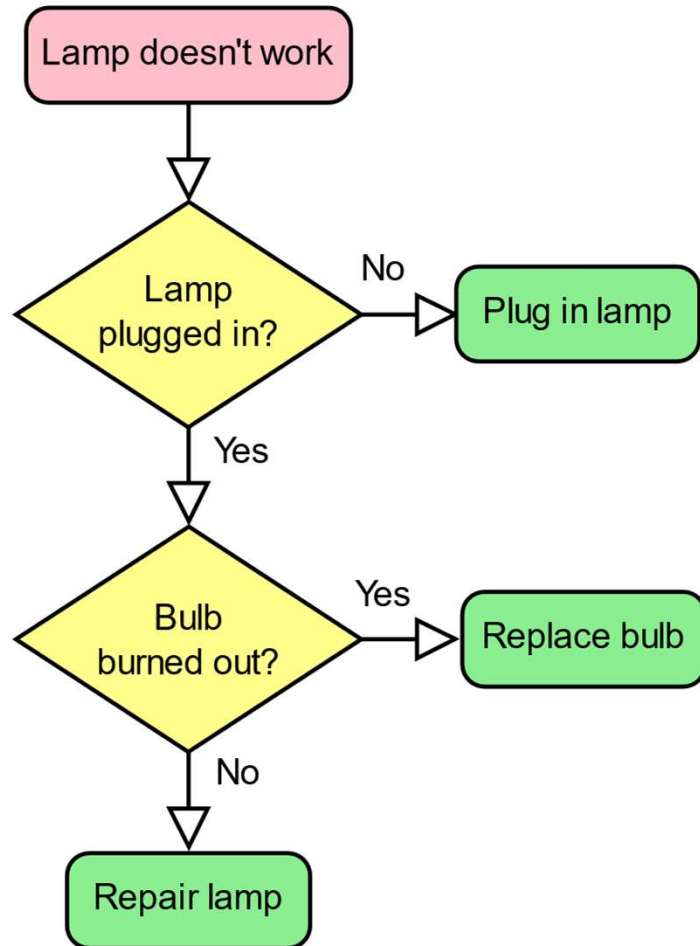 Lamp doesn't work
Lamp
plugged in?
No
Plug in lamp
Yes
Bulb
burned out?
Yes
Replace bulb
No
Repair lamp